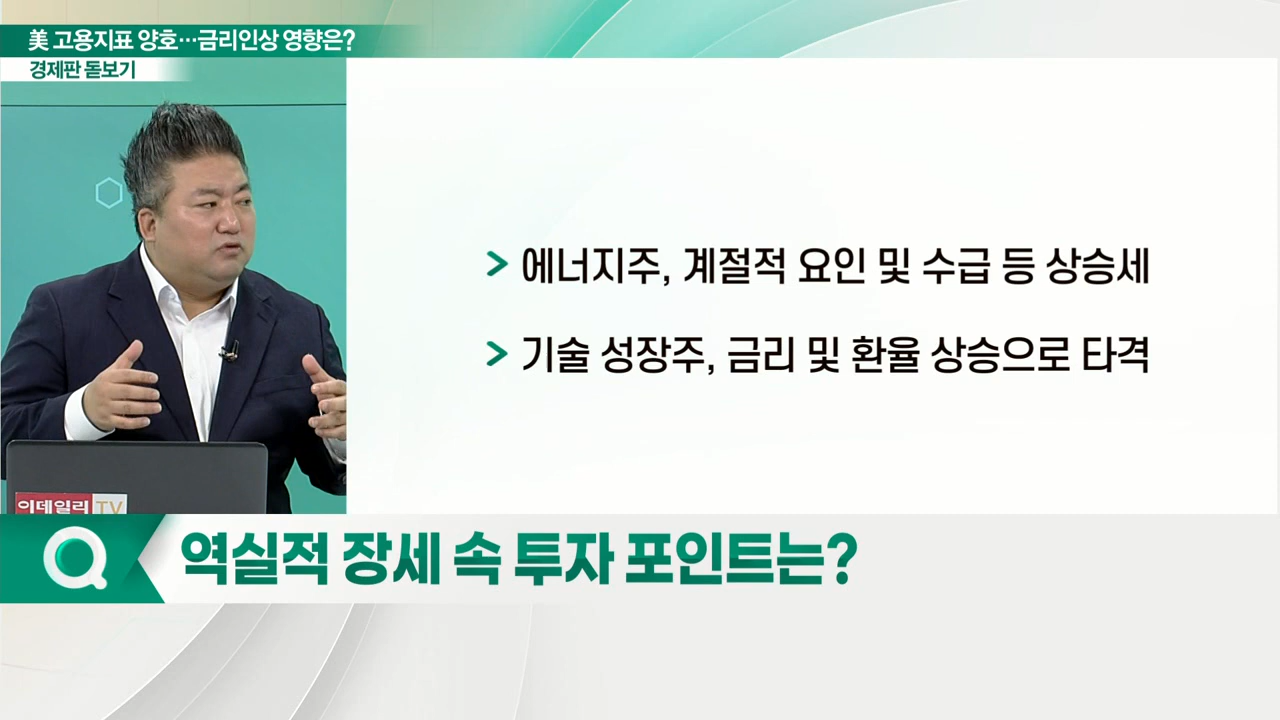 美 고용지표 양호…금리인상 영향은?
경제판 돋보기
> 에너지주, 계절적 요인 및 수급 등 상승세
> 기술 성장주, 금리 및 환율 상승으로 타격
이데일리 TV
Q 역실적 장세 속 투자 포인트는?